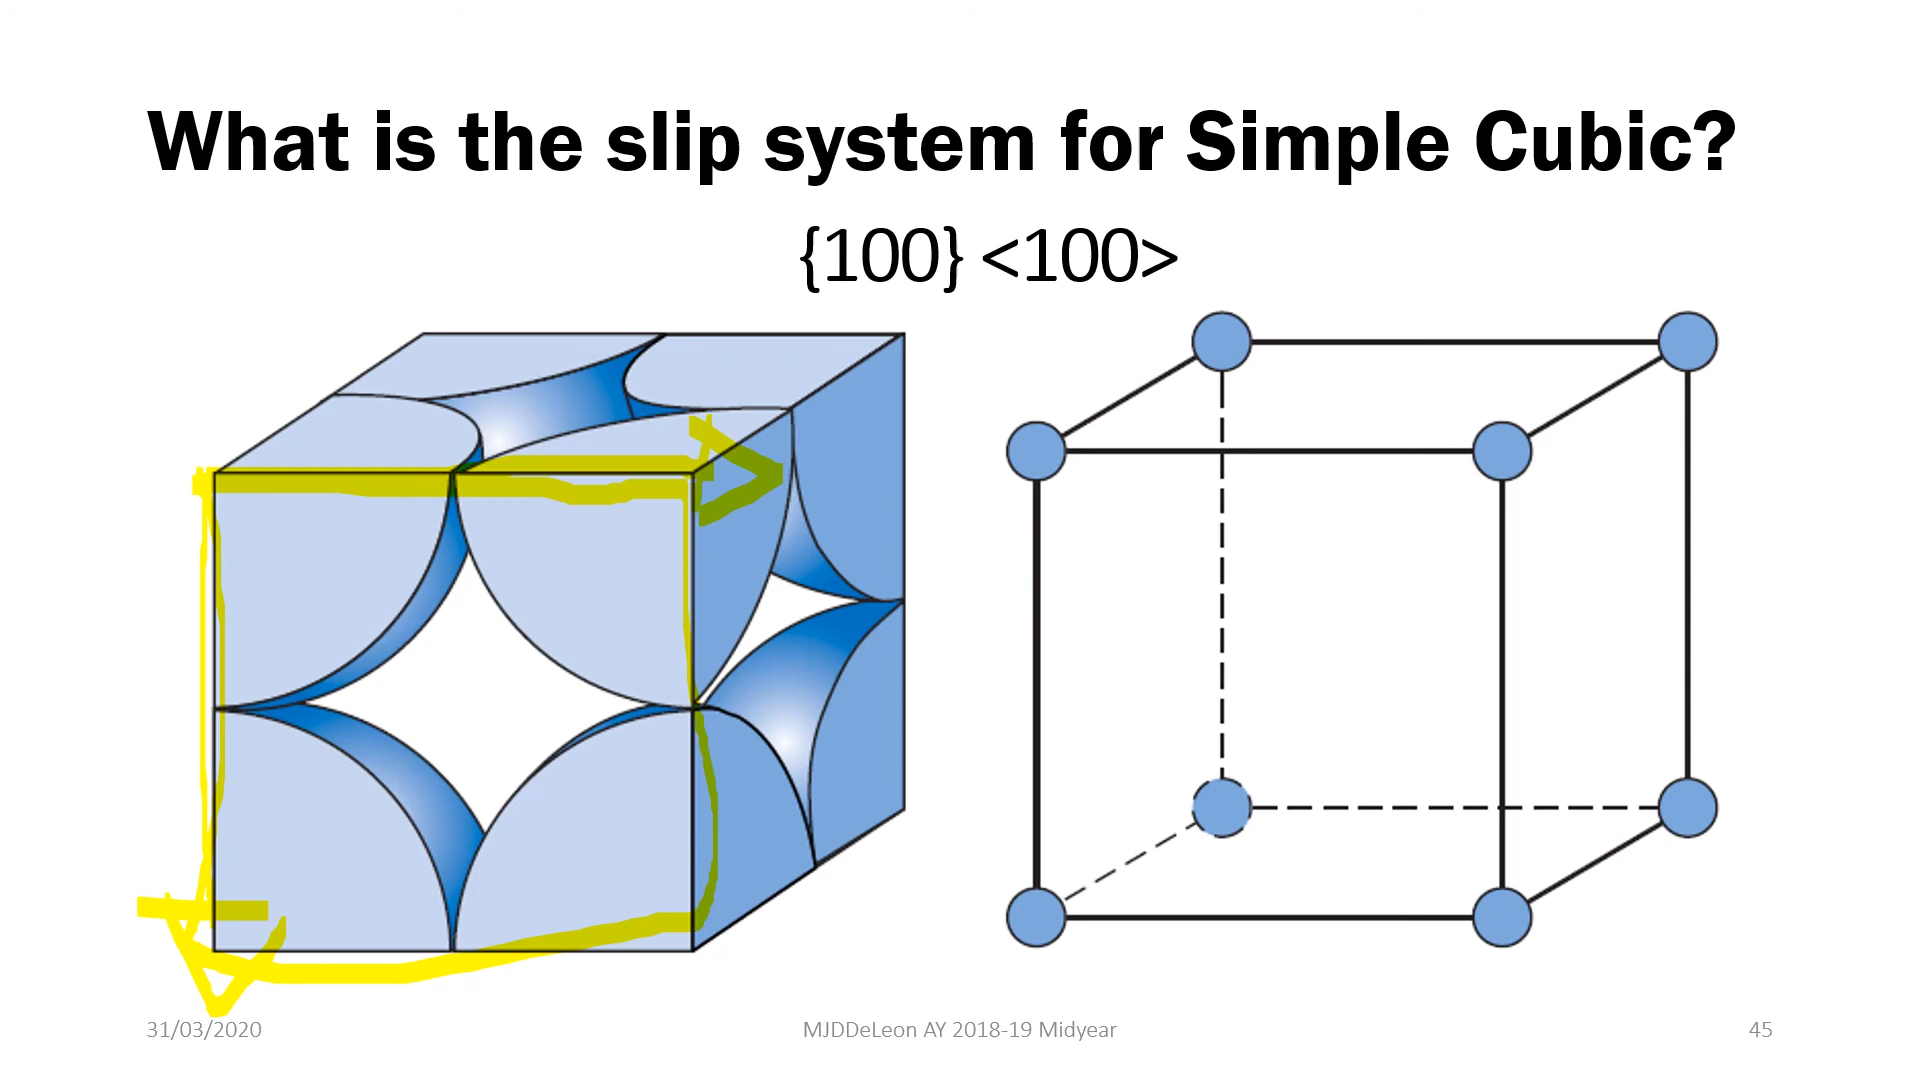 What is the slip system for Simple Cubic?
{100} <100>
31/03/2020
MJDDeLeon AY 2018-19 Midyear
45